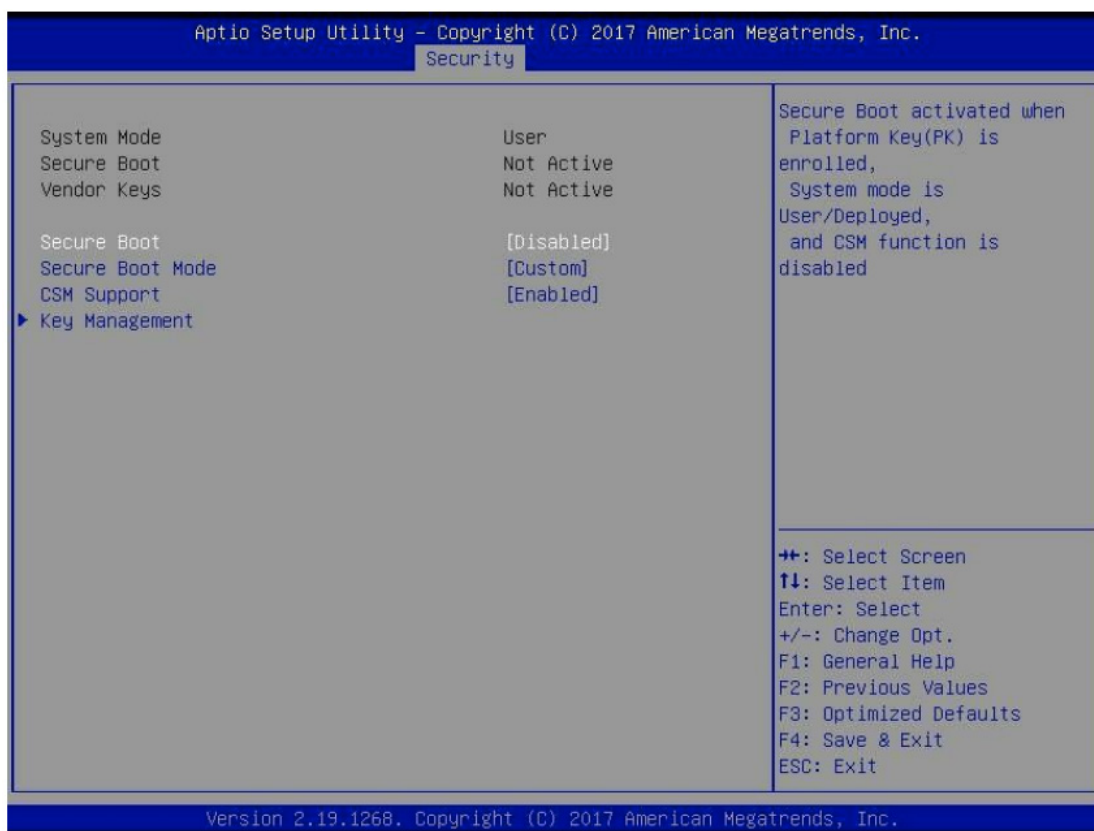 Aptio Setup Utility – Copyright (C) 2017 American Megatrends, Inc.
Security
System Mode User
Secure Boot Not Active
Vendor Keys Not Active
Secure Boot [Disabled]
Secure Boot Mode [Custom]
CSM Support [Enabled]
▶ Key Management
Secure Boot activated when
Platform Key(PK) is
enrolled,
System mode is
User/Deployed,
and CSM function is
disabled
→←: Select Screen
↑↓: Select Item
Enter: Select
+/-: Change Opt.
F1: General Help
F2: Previous Values
F3: Optimized Defaults
F4: Save & Exit
ESC: Exit
Version 2.19.1268. Copyright (C) 2017 American Megatrends, Inc.